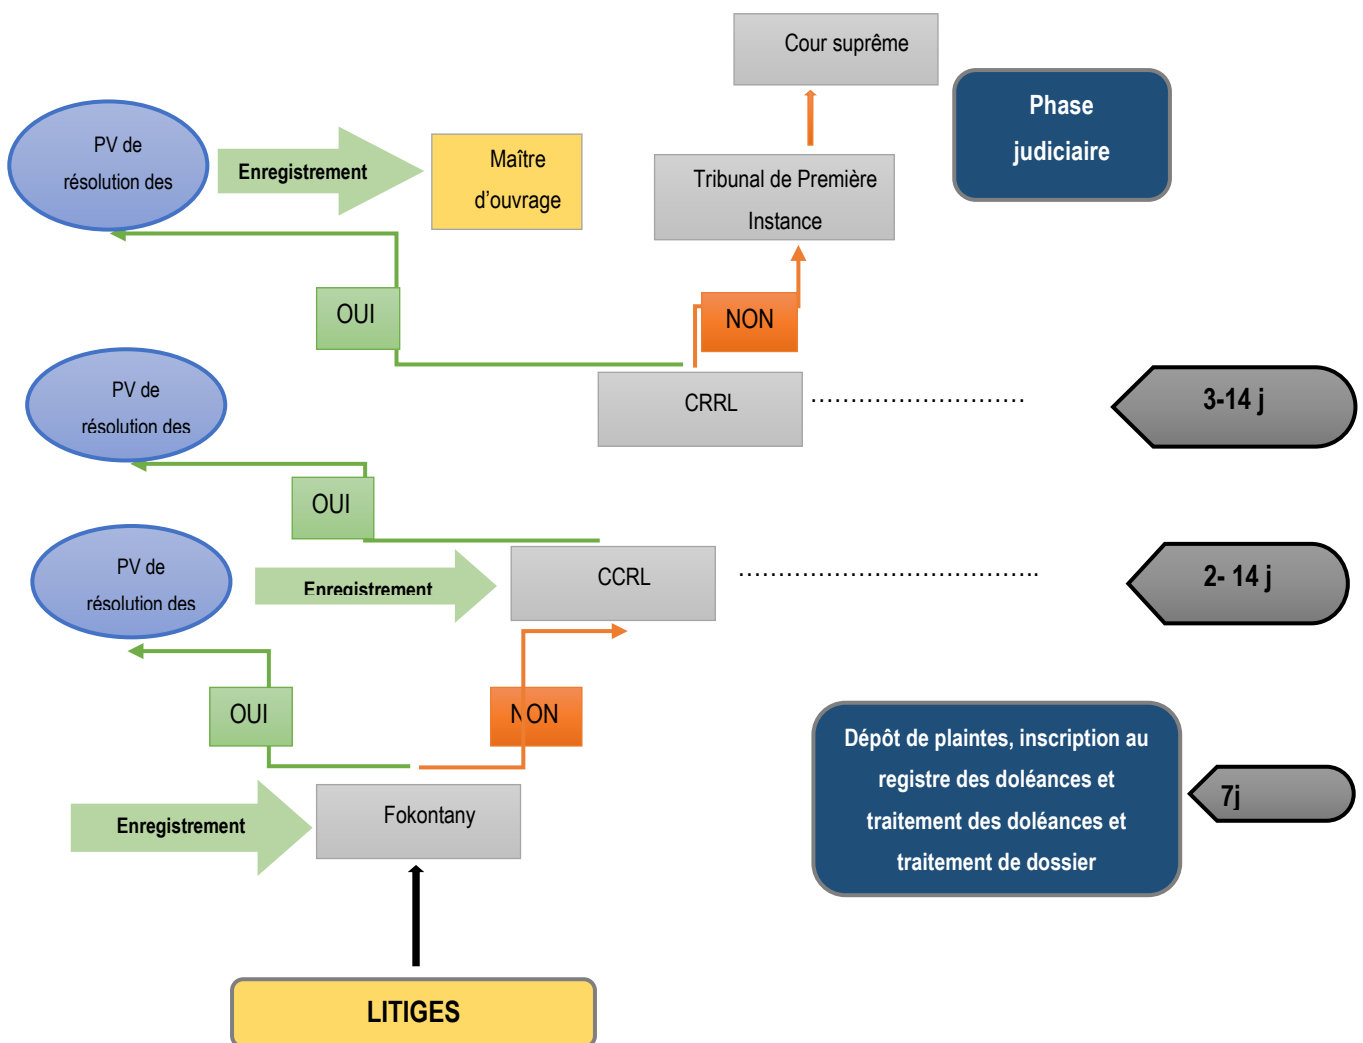 Cour suprême
Phase
judiciaire
PV de
résolution des
Enregistrement
Maître
d'ouvrage
Tribunal de Première
Instance
OUI
NON
PV de
résolution des
CRRL
...........................
3-14 j
OUI
PV de
résolution des
Enregistrement
CCRL
......................................
2- 14 j
OUI
NON
Dépôt de plaintes, inscription au
registre des doléances et
traitement des doléances et
traitement de dossier
7j
Enregistrement
Fokontany
LITIGES